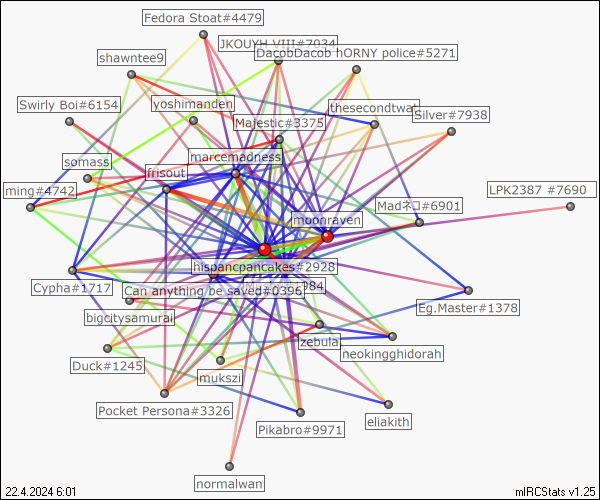 Fedora Stoat#4479
JKOUYH VIII#7034
DacobDacob hORNY police#5271
shawntee9
Swirly Boi#6154
yoshimanden
thesecondtwat
Silver#7938
Majestic#3375
marcemadness
somass
frisout
ming#4742
LPK2387 #7690
Madネコ#6901
moonraven
hispancpancakes#2928
Cypha#1717
Can anything be saved#0396
Eg.Master#1378
bigcitysamurai
zebula
neokingghidorah
Duck#1245
mukszi
Pocket Persona#3326
eliakith
Pikabro#9971
normalwan
22.4.2024 6:01
mIRCStats v1.25